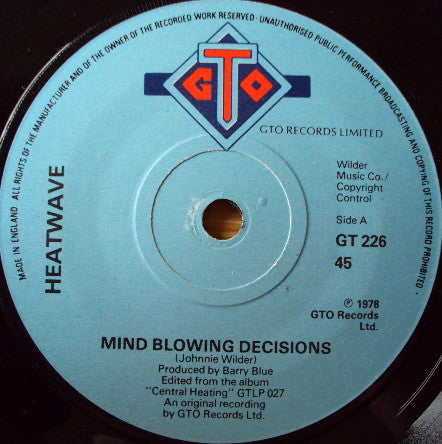 MADE IN ENGLAND · ALL RIGHTS OF THE MANUFACTURER AND OF THE OWNER OF THE RECORDED WORK RESERVED · UNAUTHORISED PUBLIC PERFORMANCE BROADCASTING AND COPYING OF THIS RECORD PROHIBITED ·
GTO
GTO RECORDS LIMITED
HEATWAVE
Wilder
Music Co./
Copyright
Control
Side A
GT 226
45
℗ 1978
GTO Records
Ltd.
MIND BLOWING DECISIONS
(Johnnie Wilder)
Produced by Barry Blue
Edited from the album
"Central Heating" GTLP 027
An original recording
by GTO Records Ltd.